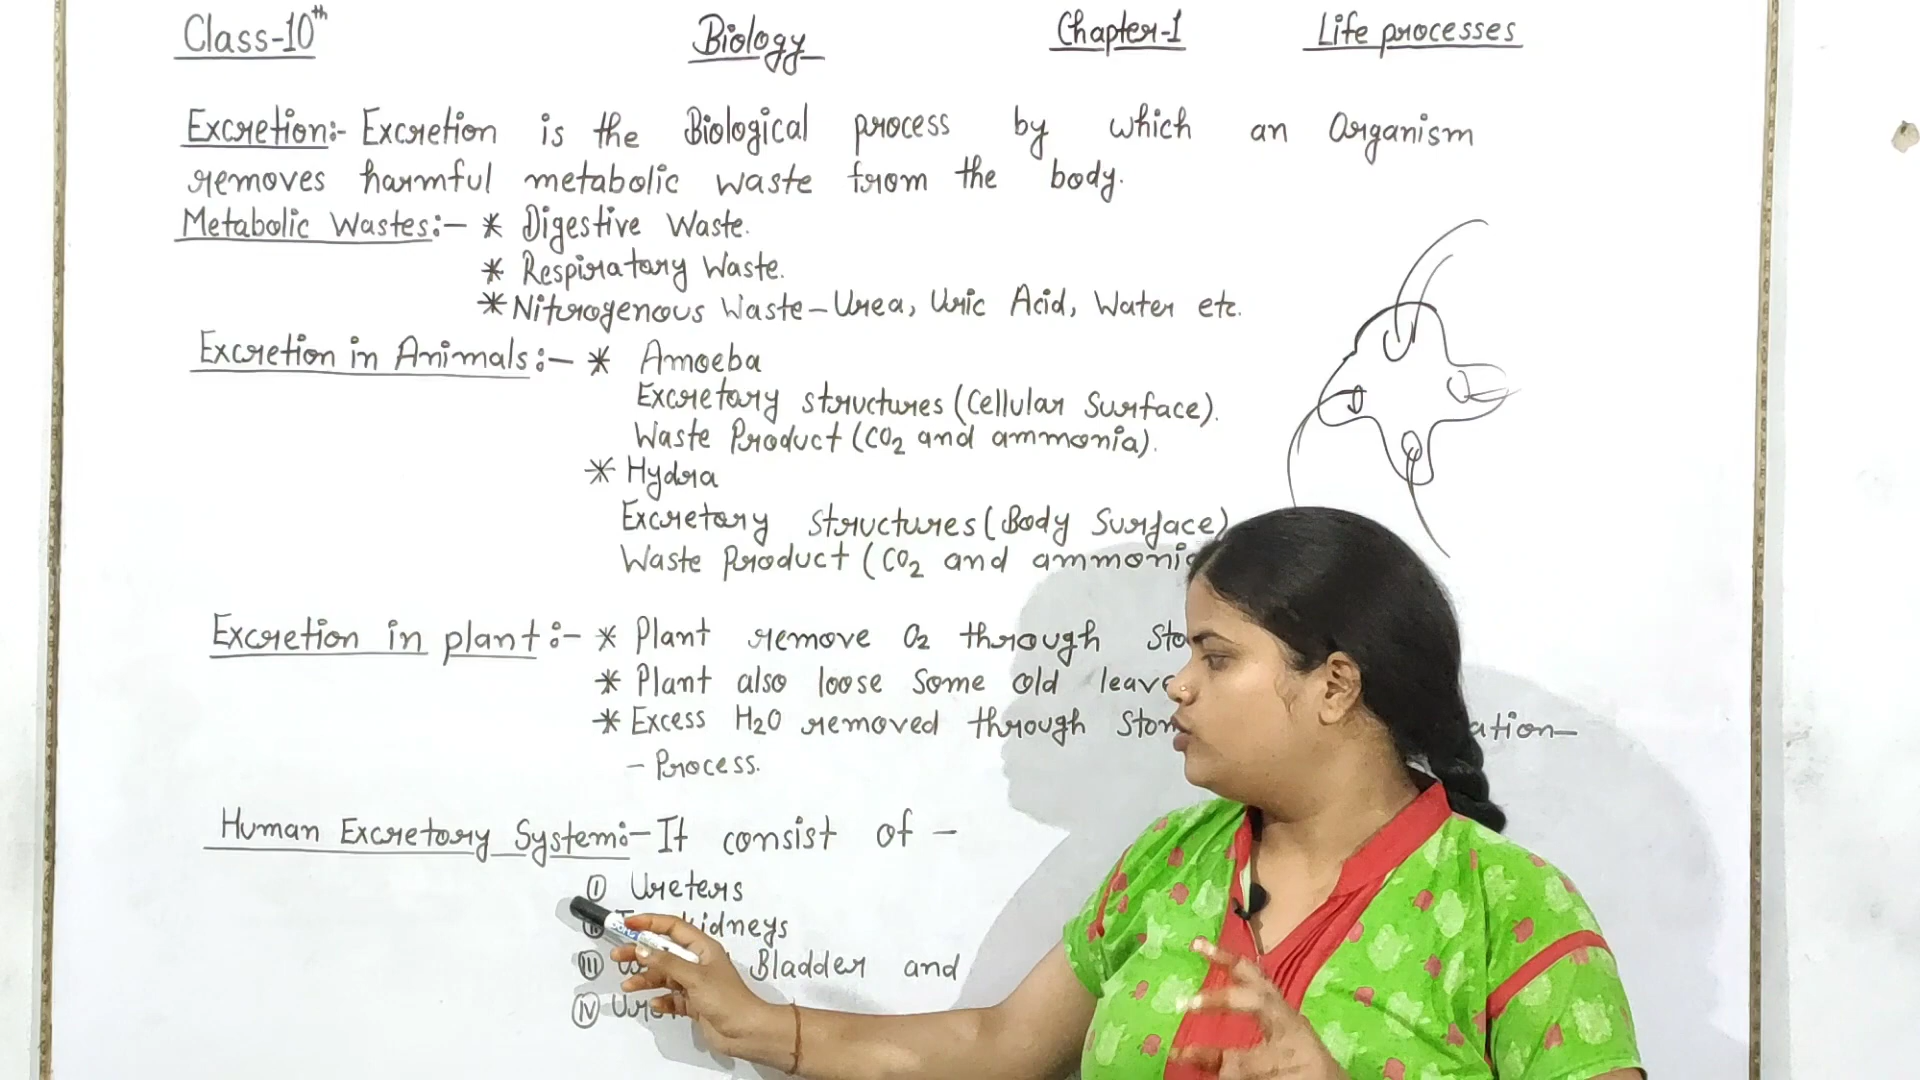 Class-10th Biology Chapter-1 Life processes
Excretion:- Excretion is the Biological process by which an Organism
removes harmful metabolic waste from the body.
Metabolic Wastes:- * Digestive Waste.
* Respiratory Waste.
* Nitrogenous Waste - Urea, Uric Acid, Water etc.
Excretion in Animals:- * Amoeba
Excretory structures (Cellular Surface).
Waste Product (CO2 and ammonia).
* Hydra
Excretory structures (Body Surface)
Waste Product (CO2 and
Excretion in plant:- * Plant remove O2 through
* Plant also loose some old
* Excess H2O removed through
- Process.
Human Excretory System:- It consist of -
(I) Ureters
kidneys
(III) Bladder and
(IV)